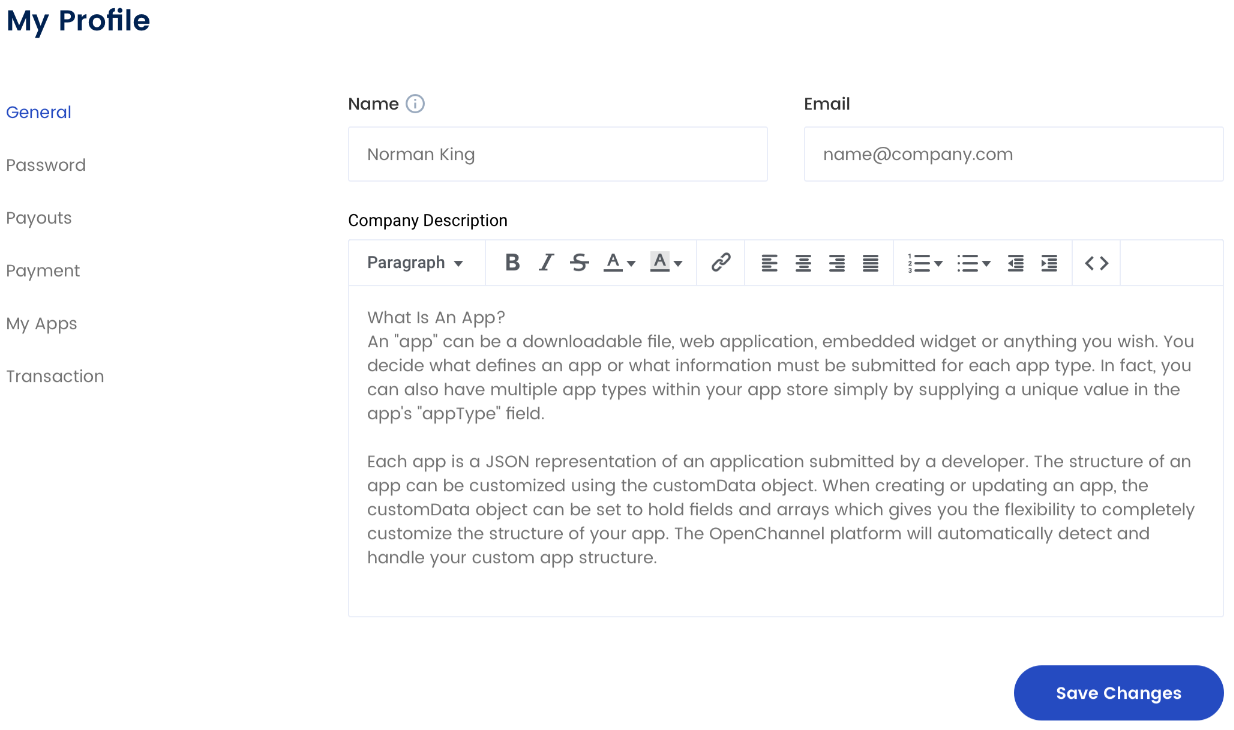 My Profile
General
Password
Payouts
Payment
My Apps
Transaction
Name
Email
Norman King
name@company.com
Company Description
Paragraph
What Is An App?
An "app" can be a downloadable file, web application, embedded widget or anything you wish. You
decide what defines an app or what information must be submitted for each app type. In fact, you
can also have multiple app types within your app store simply by supplying a unique value in the
app's "appType" field.
Each app is a JSON representation of an application submitted by a developer. The structure of an
app can be customized using the customData object. When creating or updating an app, the
customData object can be set to hold fields and arrays which gives you the flexibility to completely
customize the structure of your app. The OpenChannel platform will automatically detect and
handle your custom app structure.
Save Changes